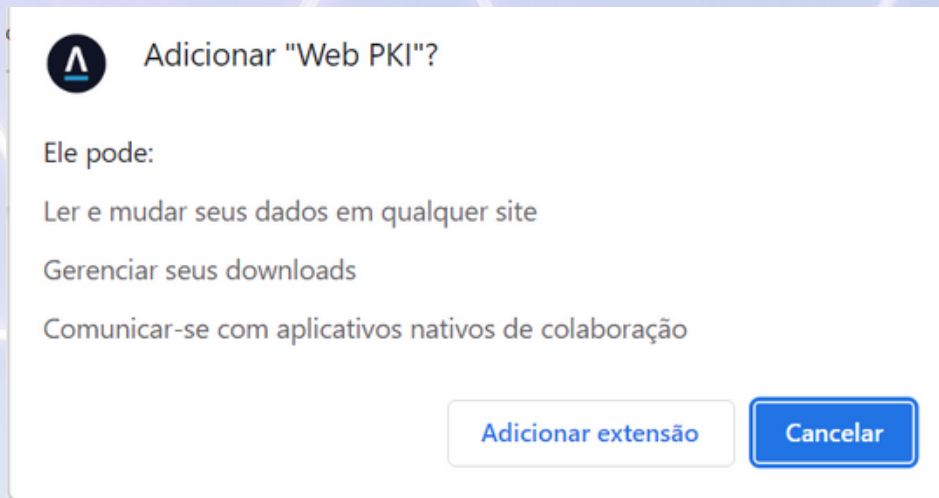 Adicionar "Web PKI"?
Ele pode:
Ler e mudar seus dados em qualquer site
Gerenciar seus downloads
Comunicar-se com aplicativos nativos de colaboração
Adicionar extensão
Cancelar